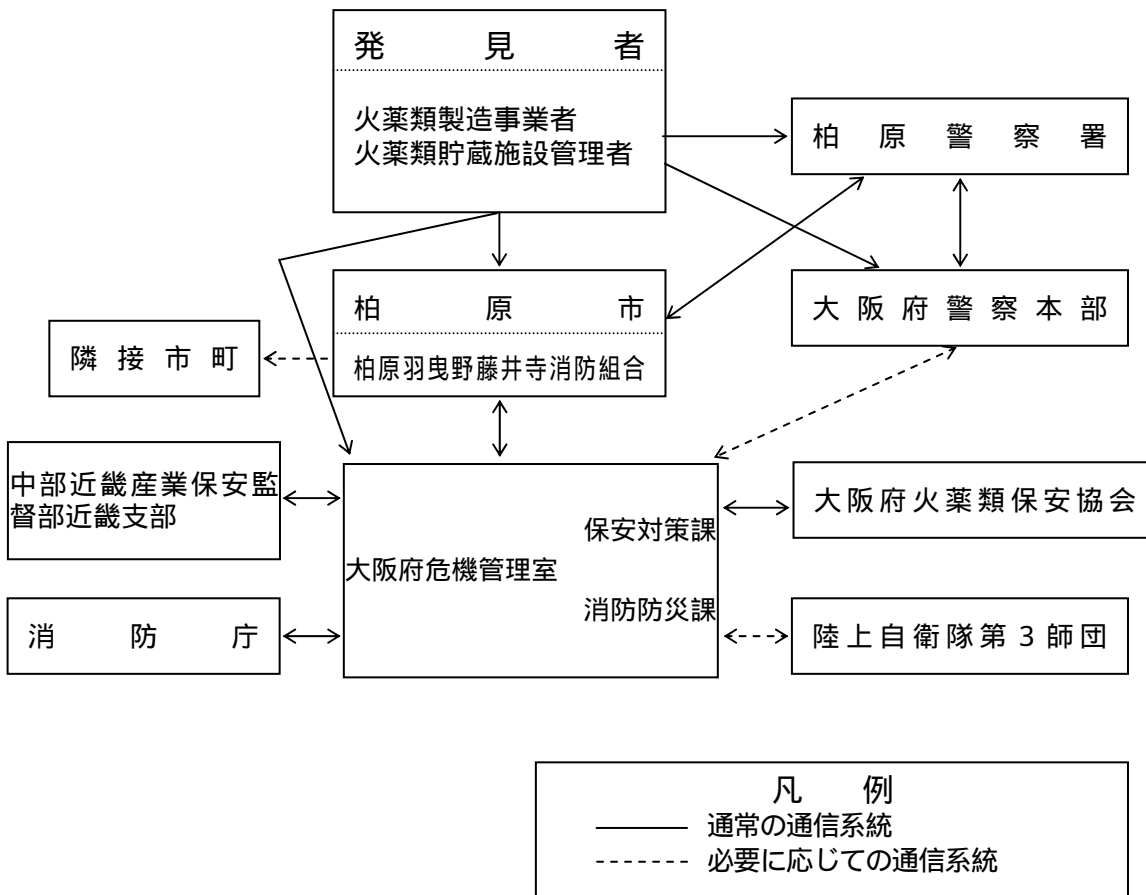 発見者
火薬類製造事業者
火薬類貯蔵施設管理者
柏原警察署
柏原市
柏原羽曳野藤井寺消防組合
大阪府警察本部
隣接市町
中部近畿産業保安監
督部近畿支部
保安対策課
大阪府危機管理室
消防防災課
大阪府火薬類保安協会
消防庁
陸上自衛隊第3師団
凡例
通常の通信系統
必要に応じての通信系統